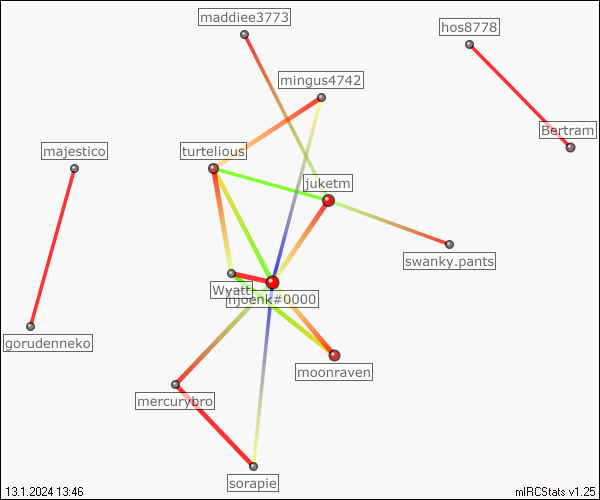 maddiee3773
hos8778
mingus4742
Bertram
majestico
turtelious
juketm
swanky.pants
Wyatt
njoenk#0000
gorudenneko
moonraven
mercurybro
sorapie
13.1.2024 13:46
mIRCStats v1.25